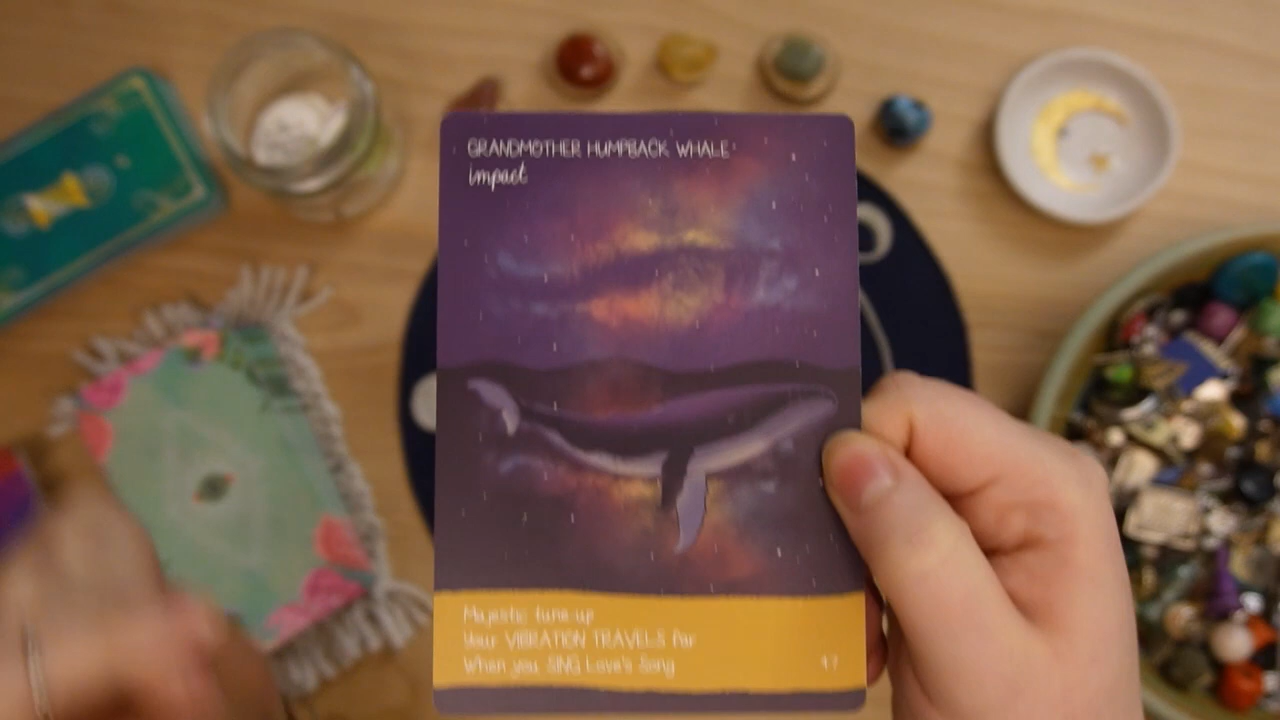 GRANDMOTHER HUMPBACK WHALE
Impact
Majestic tune-up
Your VIBRATION TRAVELS far
When you SING Love's Song
47